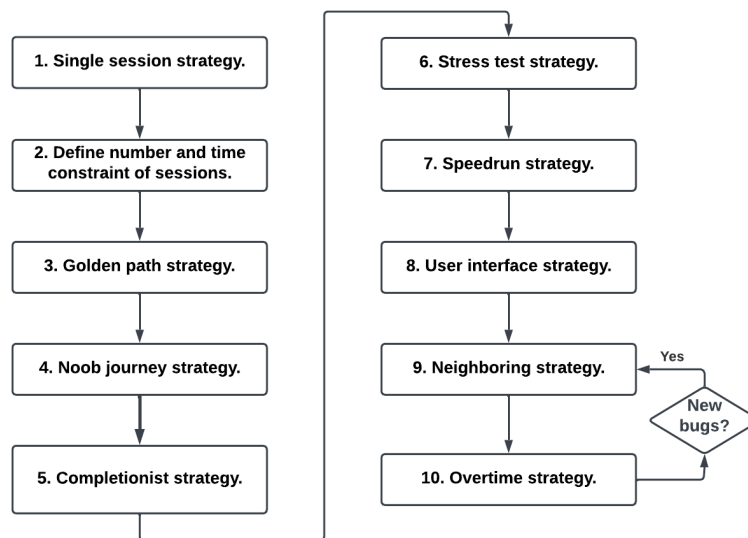 1. Single session strategy.
2. Define number and time
constraint of sessions.
3. Golden path strategy.
4. Noob journey strategy.
5. Completionist strategy.
6. Stress test strategy.
7. Speedrun strategy.
8. User interface strategy.
9. Neighboring strategy.
Yes
New
bugs?
10. Overtime strategy.